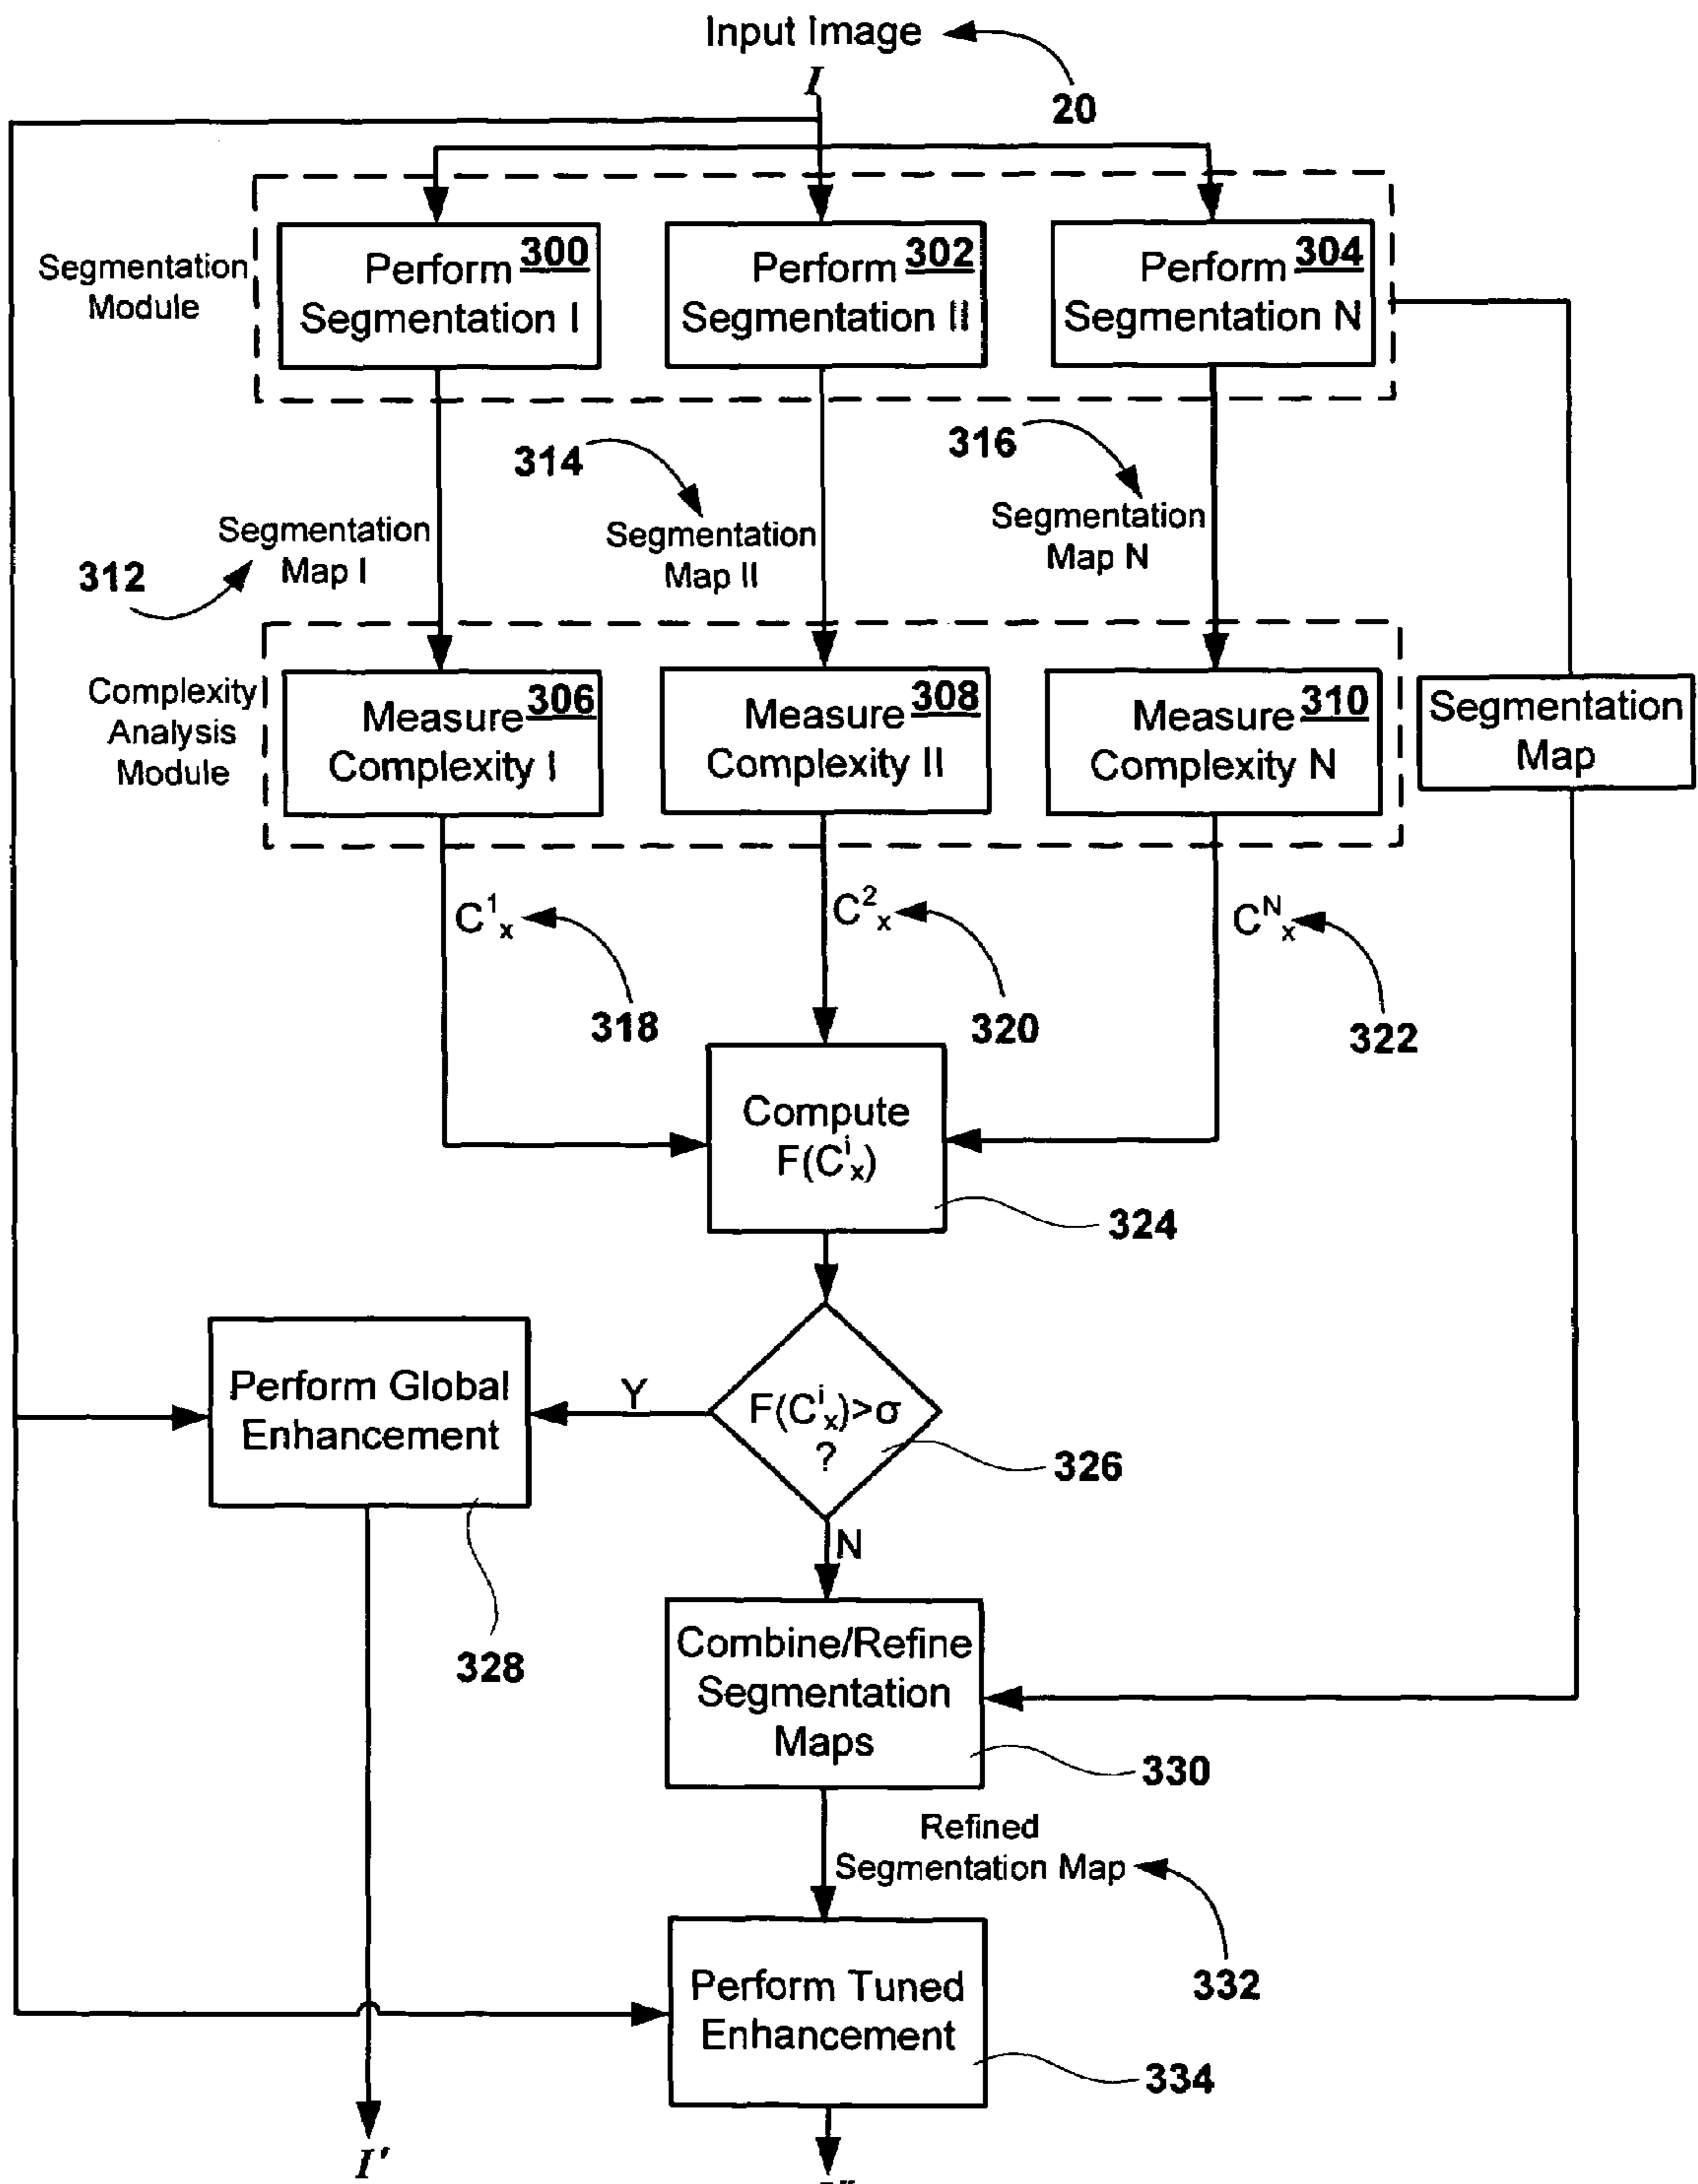 Input Image
I
20
Segmentation
Module
Perform 300
Segmentation I
Perform 302
Segmentation II
Perform 304
Segmentation N
314
316
Segmentation
Map I
Segmentation
Map II
Segmentation
Map N
312
Complexity
Analysis
Module
Measure 306
Complexity I
Measure 308
Complexity II
Measure 310
Complexity N
Segmentation
Map
C¹ₓ
C²ₓ
Cᴺₓ
318
320
322
Compute
F(Cⁱₓ)
324
Perform Global
Enhancement
Y
F(Cⁱₓ)>σ
?
326
N
328
Combine/Refine
Segmentation
Maps
330
Refined
Segmentation Map
332
Perform Tuned
Enhancement
334
I'